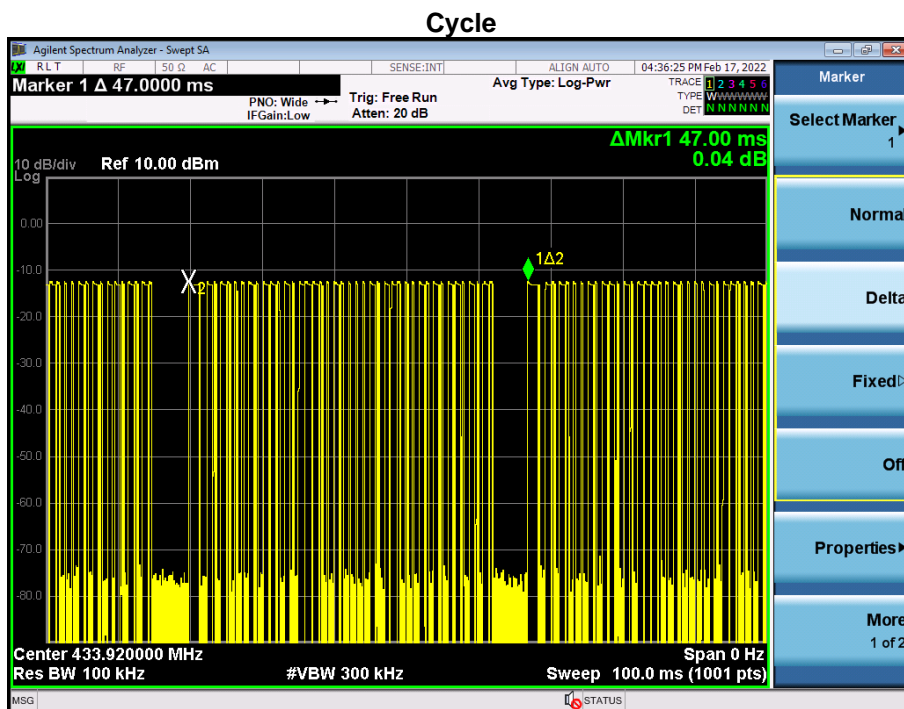 Cycle
Agilent Spectrum Analyzer - Swept SA
LXI RLT RF 50 Ω AC SENSE:INT ALIGN AUTO 04:36:25 PM Feb 17, 2022
Marker 1 Δ 47.0000 ms
PNO: Wide
IFGain:Low
Trig: Free Run
Atten: 20 dB
Avg Type: Log-Pwr
TRACE 1 2 3 4 5 6
TYPE WWWWWW
DET N N N N N N
ΔMkr1 47.00 ms
0.04 dB
10 dB/div Ref 10.00 dBm
Log
0.00
-10.0
-20.0
-30.0
-40.0
-50.0
-60.0
-70.0
-80.0
X2
1Δ2
Center 433.920000 MHz
Span 0 Hz
Res BW 100 kHz
#VBW 300 kHz
Sweep 100.0 ms (1001 pts)
MSG
STATUS
Marker
Select Marker
1
Normal
Delta
Fixed
Off
Properties
More
1 of 2